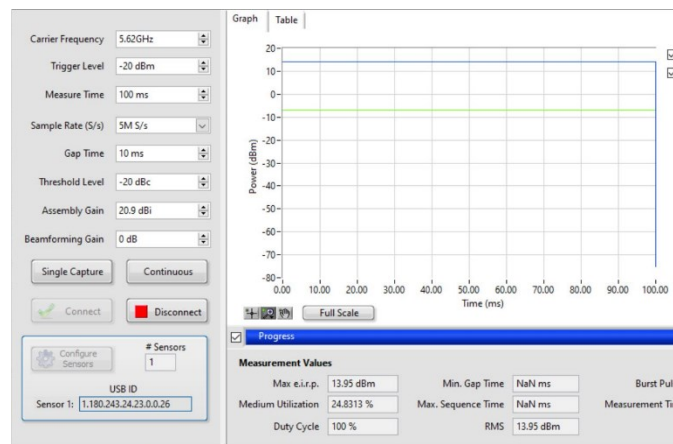 Carrier Frequency 5.62GHz
Trigger Level -20 dBm
Measure Time 100 ms
Sample Rate (S/s) 5M S/s
Gap Time 10 ms
Threshold Level -20 dBc
Assembly Gain 20.9 dBi
Beamforming Gain 0 dB
Single Capture Continuous
Connect Disconnect
Configure Sensors
# Sensors
1
USB ID
Sensor 1: 1.180.243.24.23.0.0.26
Graph Table
Power (dBm)
20
10
0
-10
-20
-30
-40
-50
-60
-70
-80
0.00 10.00 20.00 30.00 40.00 50.00 60.00 70.00 80.00 90.00 100.00
Time (ms)
Full Scale
Progress
Measurement Values
Max e.i.r.p. 13.95 dBm Min. Gap Time NaN ms Burst Pul
Medium Utilization 24.8313 % Max. Sequence Time NaN ms Measurement Ti
Duty Cycle 100 % RMS 13.95 dBm